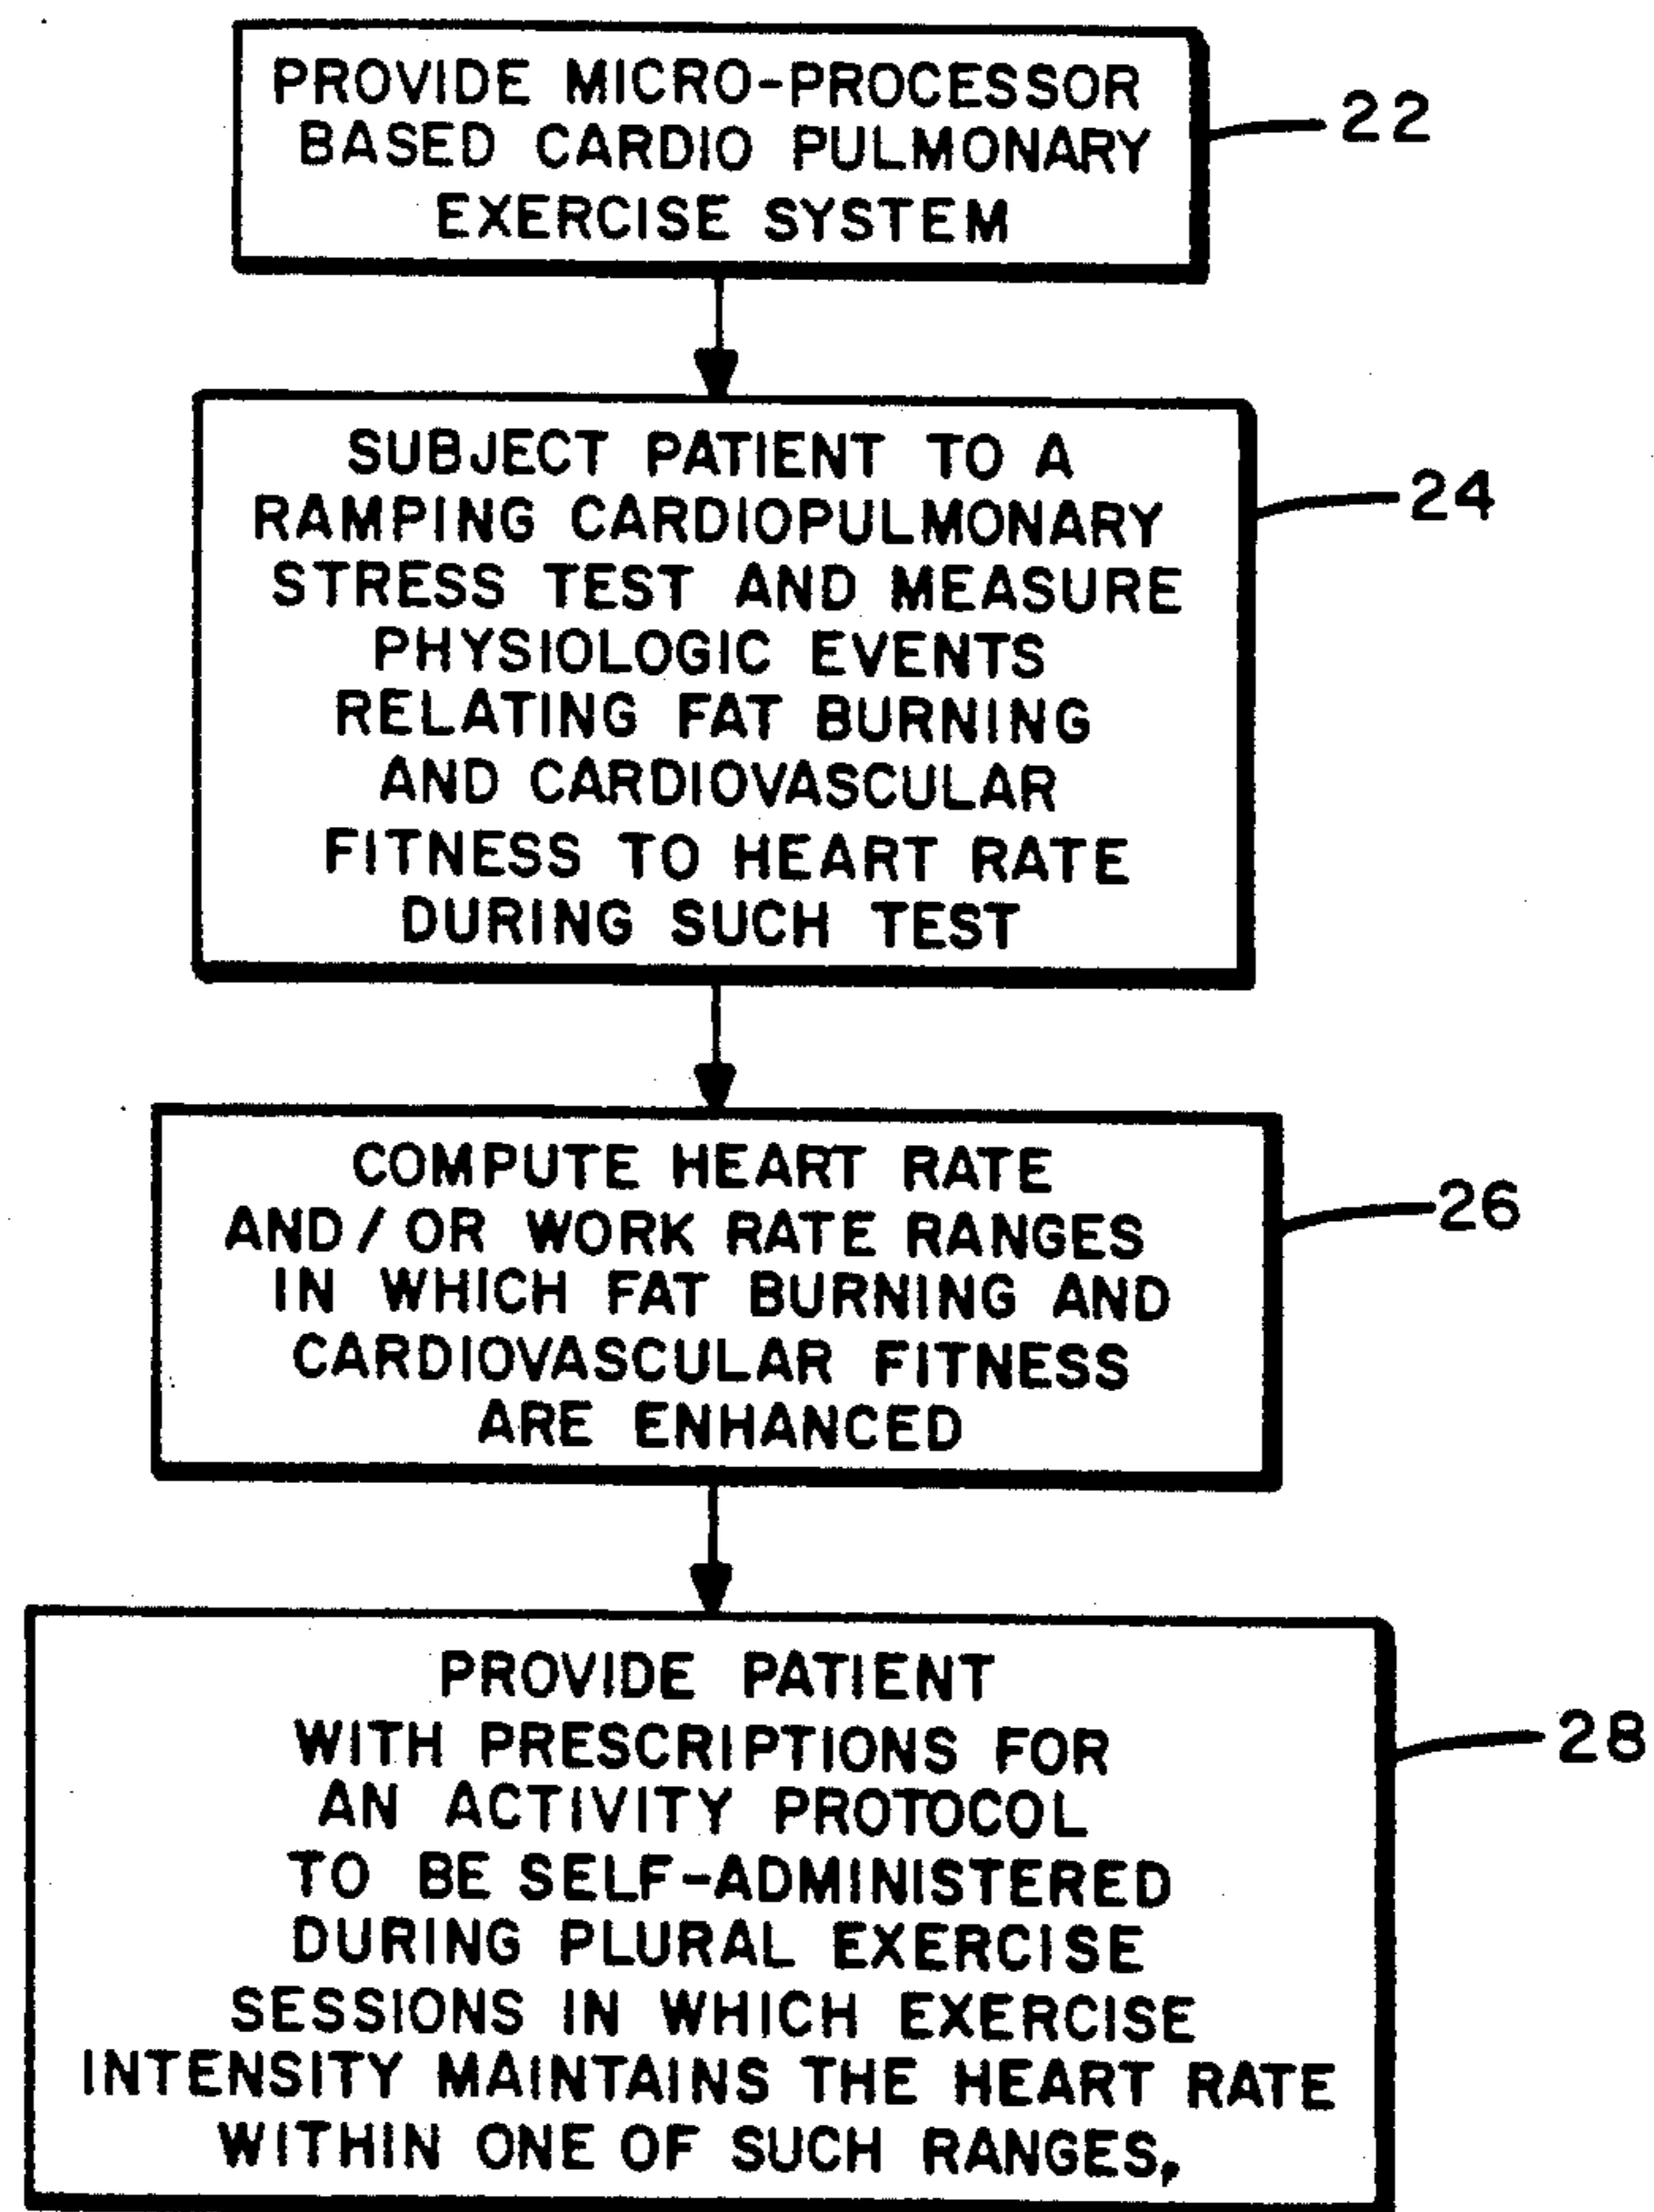 PROVIDE MICRO-PROCESSOR
BASED CARDIO PULMONARY
EXERCISE SYSTEM
22
SUBJECT PATIENT TO A
RAMPING CARDIOPULMONARY
STRESS TEST AND MEASURE
PHYSIOLOGIC EVENTS
RELATING FAT BURNING
AND CARDIOVASCULAR
FITNESS TO HEART RATE
DURING SUCH TEST
24
COMPUTE HEART RATE
AND/OR WORK RATE RANGES
IN WHICH FAT BURNING AND
CARDIOVASCULAR FITNESS
ARE ENHANCED
26
PROVIDE PATIENT
WITH PRESCRIPTIONS FOR
AN ACTIVITY PROTOCOL
TO BE SELF-ADMINISTERED
DURING PLURAL EXERCISE
SESSIONS IN WHICH EXERCISE
INTENSITY MAINTAINS THE HEART RATE
WITHIN ONE OF SUCH RANGES,
28